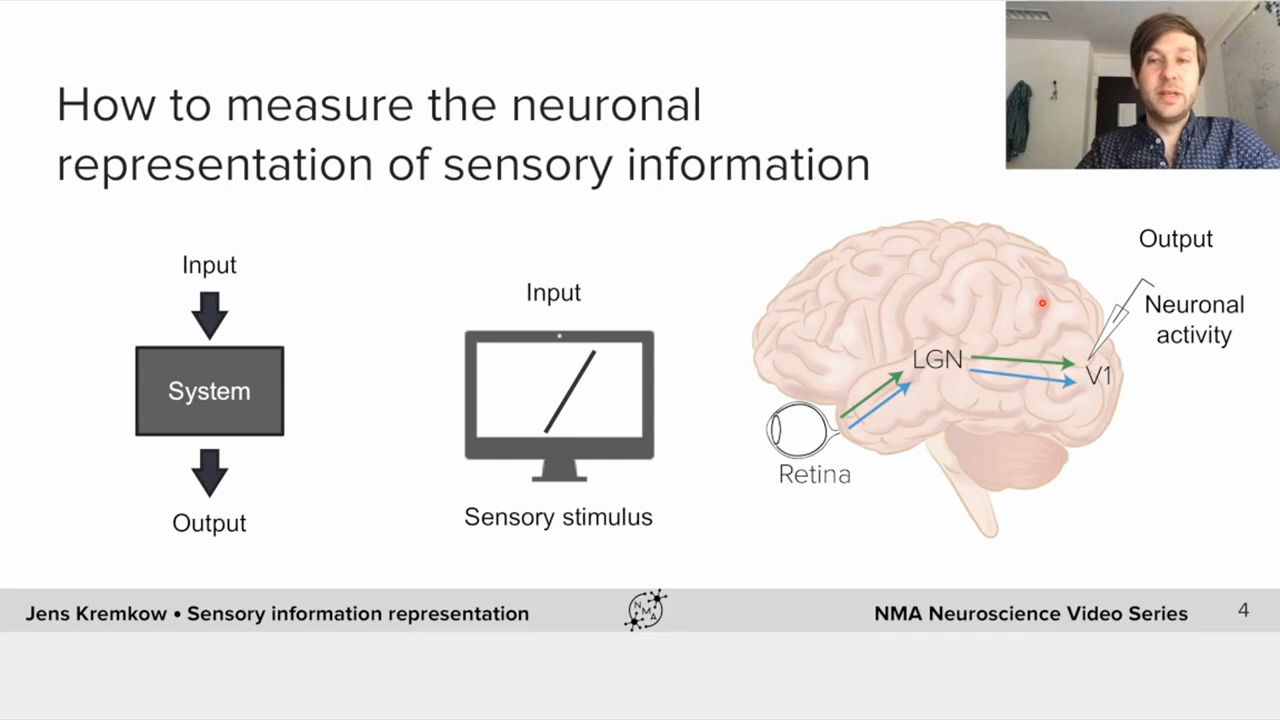 How to measure the neuronal
representation of sensory information
Input
System
Output
Input
Sensory stimulus
Output
Neuronal
activity
LGN
V1
Retina
Jens Kremkow • Sensory information representation
NMA
NMA Neuroscience Video Series
4